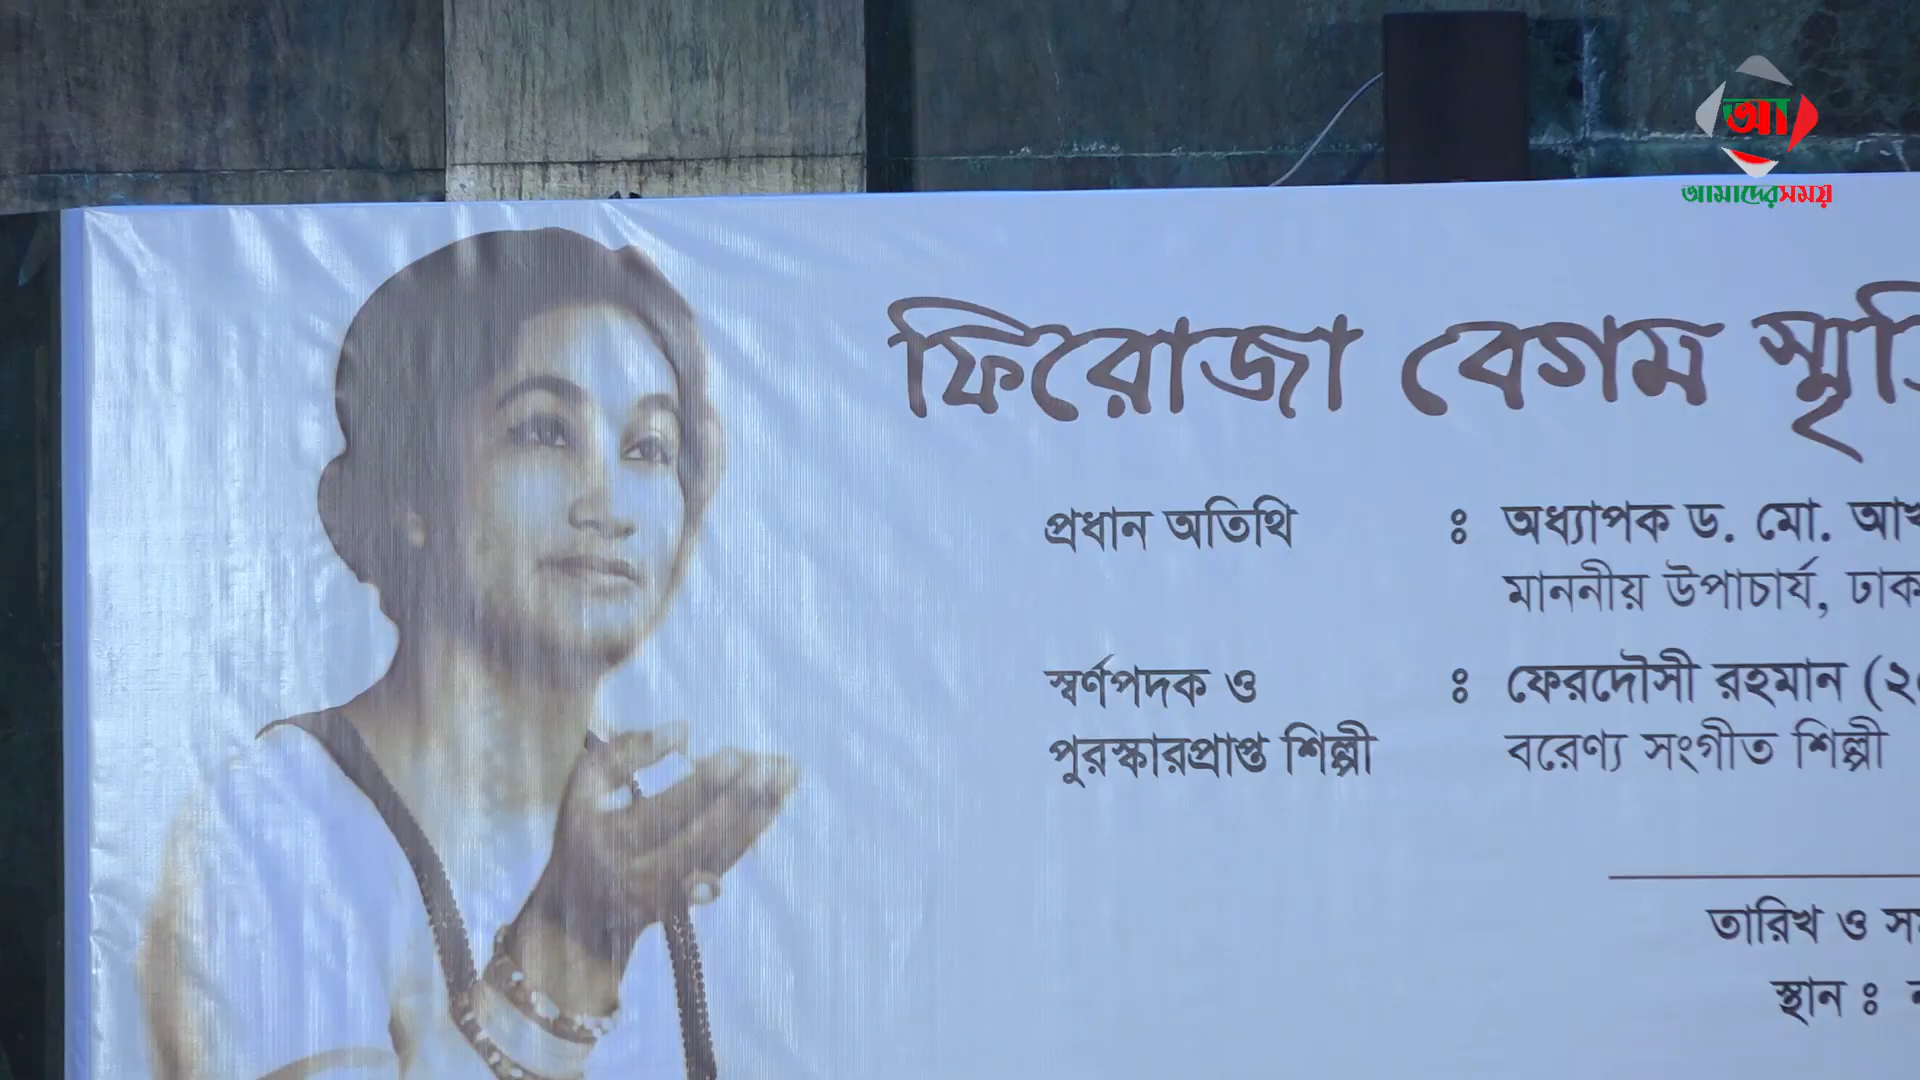 আ
আমাদেরসময়
ফিরোজা বেগম
প্রধান অতিথি : অধ্যাপক ড. মো.
মাননীয় উপাচার্য,
স্বর্ণপদক ও : ফেরদৌসী রহমান
পুরস্কারপ্রাপ্ত শিল্পী বরেণ্য সংগীত শিল্পী
তারিখ ও
স্থান :